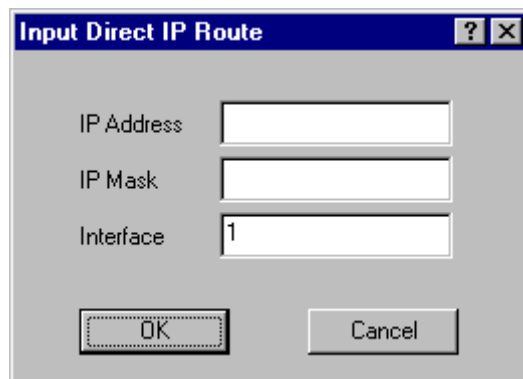 Input Direct IP Route
IP Address
IP Mask
Interface 1
OK Cancel